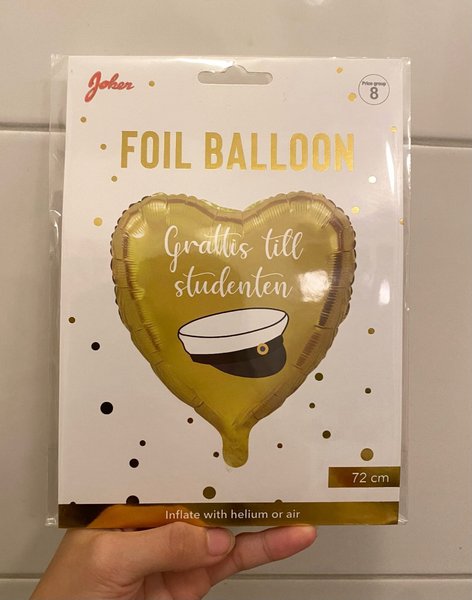 Joker
Price group
8
FOIL BALLOON
Grattis till
studenten
72 cm
Inflate with helium or air